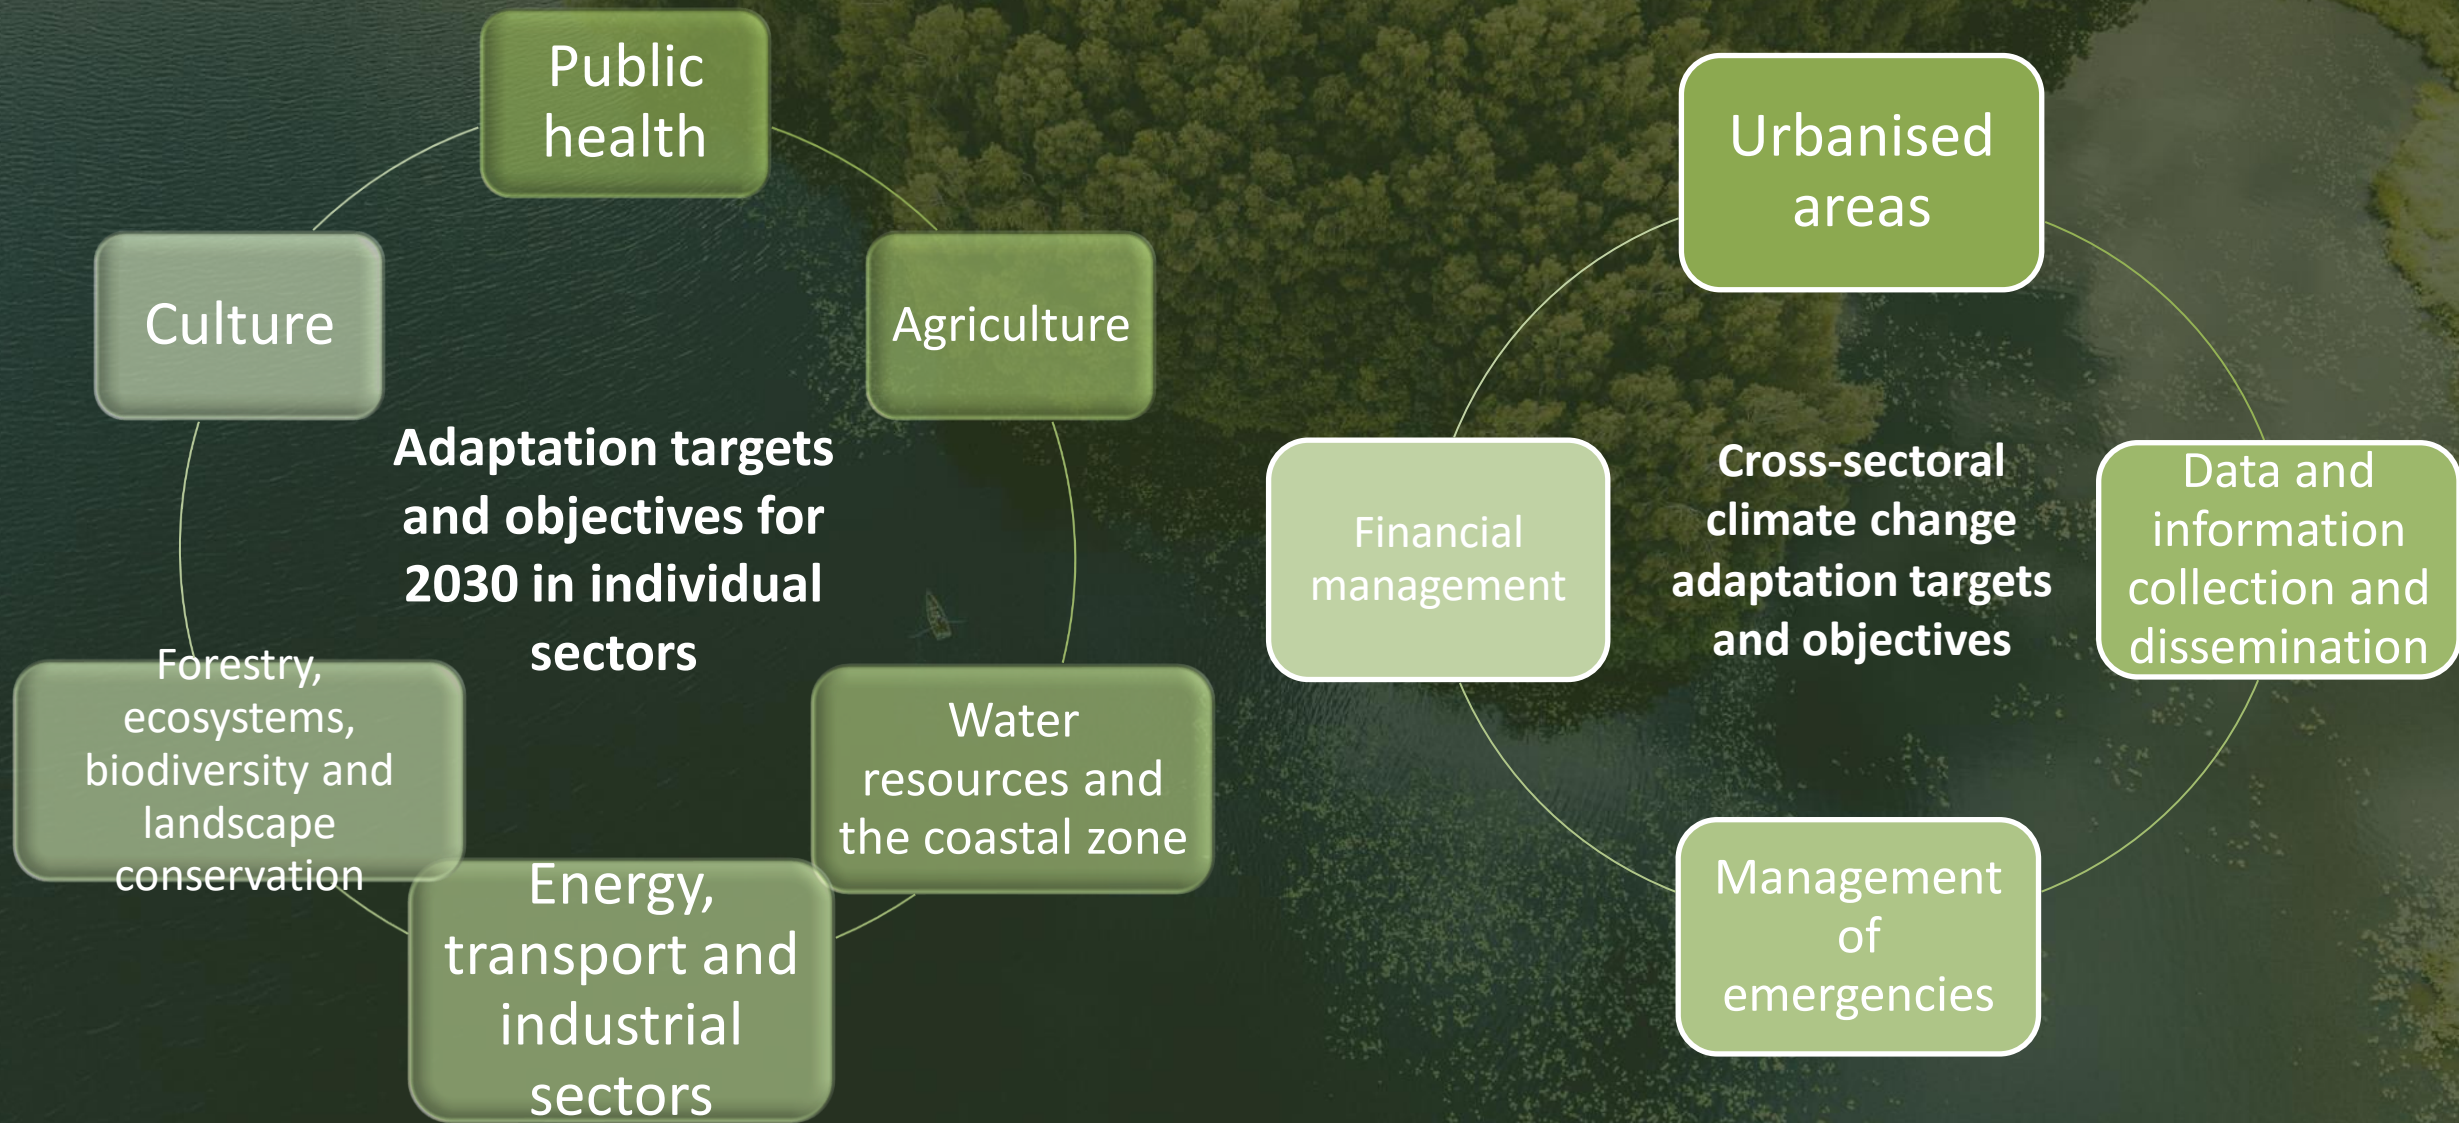 Public
health
Agriculture
Water
resources and
the coastal zone
Energy,
transport and
industrial
sectors
Forestry,
ecosystems,
biodiversity and
landscape
conservation
Culture
Adaptation targets
and objectives for
2030 in individual
sectors
Urbanised
areas
Data and
information
collection and
dissemination
Management
of
emergencies
Financial
management
Cross-sectoral
climate change
adaptation targets
and objectives